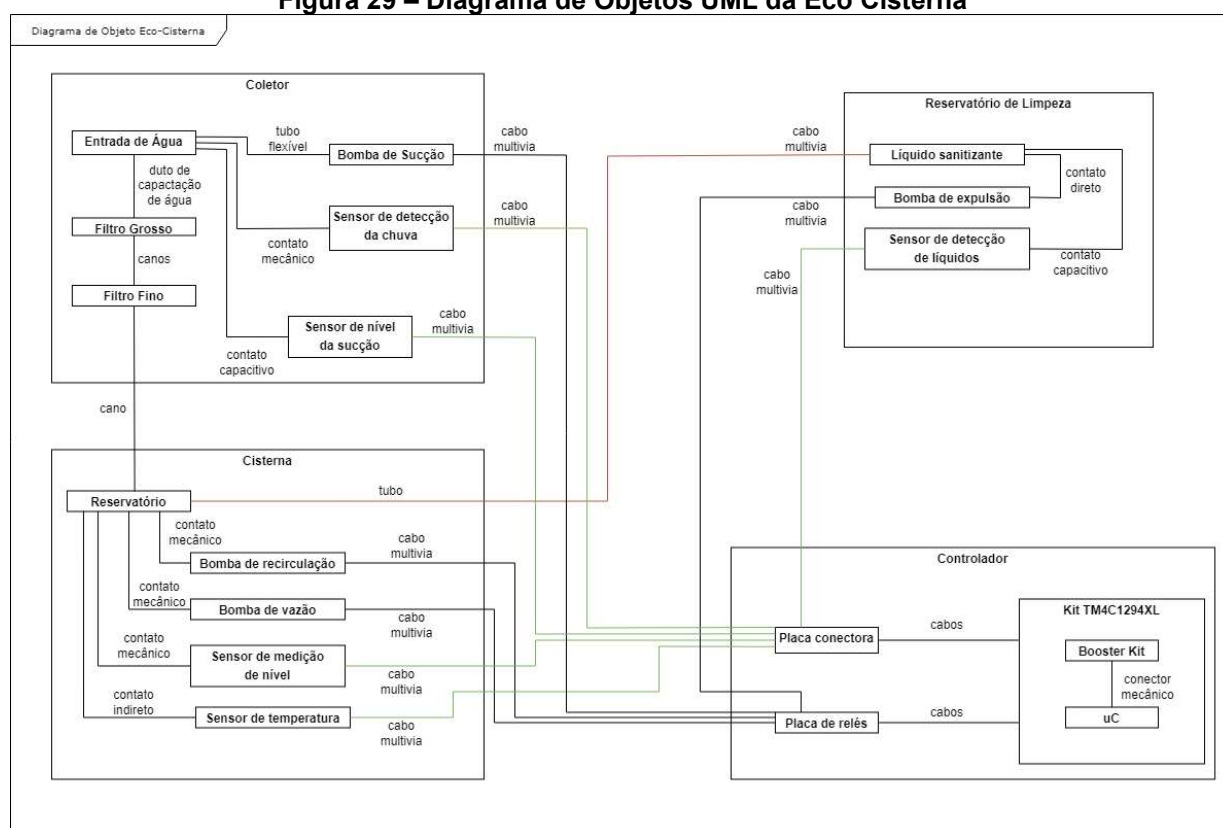 Figura 29 – Diagrama de Objetos UML da Eco Cisterna
Diagrama de Objeto Eco-Cisterna
Coletor
Entrada de Água
tubo
flexível
Bomba de Sucção
cabo
multivia
duto de
capactação
de água
Sensor de detecção
da chuva
cabo
multivia
contato
mecânico
Filtro Grosso
canos
Filtro Fino
Sensor de nível
da sucção
cabo
multivia
contato
capacitivo
cano
Reservatório de Limpeza
cabo
multivia
Líquido sanitizante
contato
direto
cabo
multivia
Bomba de expulsão
Sensor de detecção
de líquidos
contato
capacitivo
cabo
multivia
Cisterna
Reservatório
tubo
contato
mecânico
Bomba de recirculação
cabo
multivia
contato
mecânico
Bomba de vazão
cabo
multivia
contato
mecânico
Sensor de medição
de nível
cabo
multivia
contato
indireto
Sensor de temperatura
cabo
multivia
Controlador
Placa conectora
cabos
Kit TM4C1294XL
Booster Kit
conector
mecânico
uC
Placa de relés
cabos